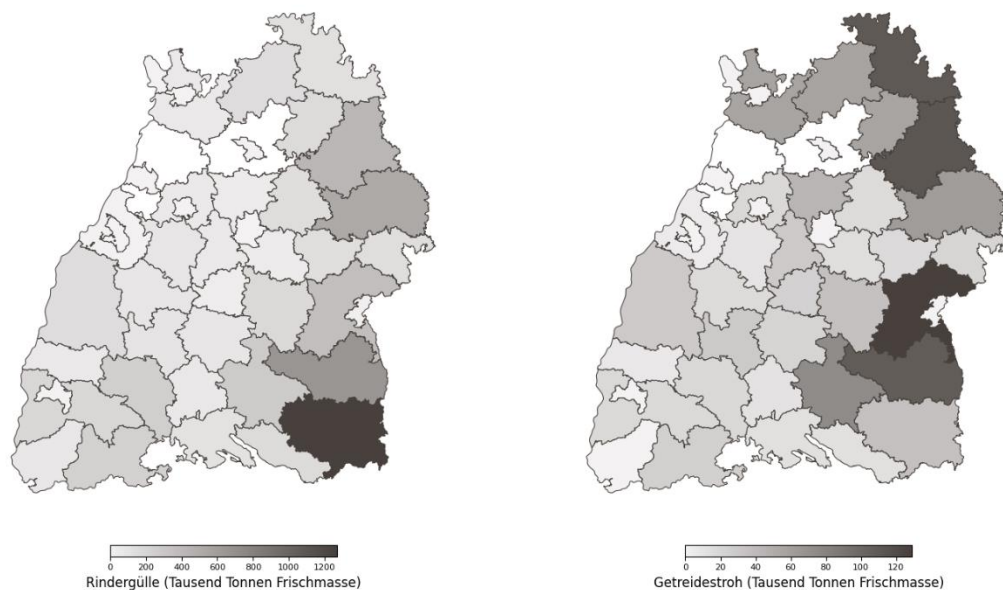 0 200 400 600 800 1000 1200
Rindergülle (Tausend Tonnen Frischmasse)
0 20 40 60 80 100 120
Getreidestroh (Tausend Tonnen Frischmasse)